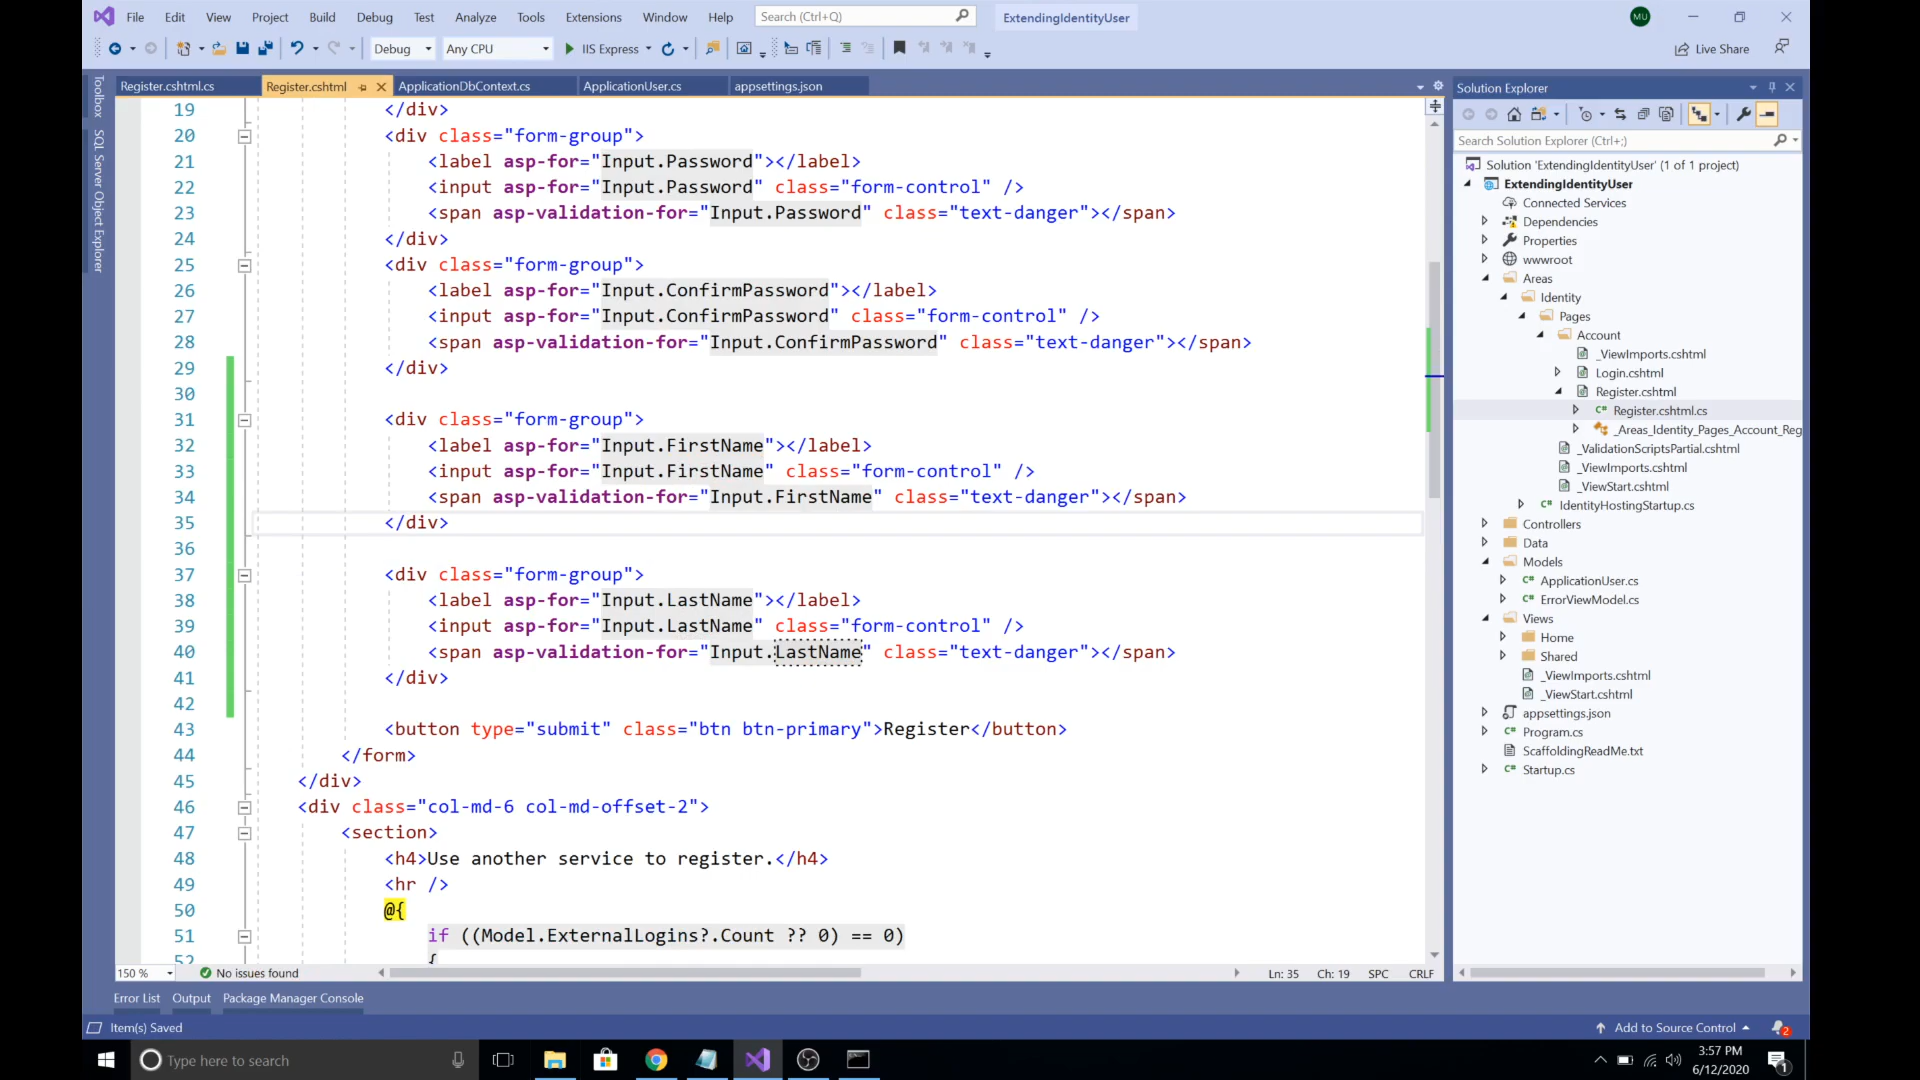 File Edit View Project Build Debug Test Analyze Tools Extensions Window Help Search (Ctrl+Q) ExtendingIdentityUser MU
Debug Any CPU IIS Express Live Share
Toolbox
SQL Server Object Explorer
Register.cshtml.cs Register.cshtml ApplicationDbContext.cs ApplicationUser.cs appsettings.json
19 </div>
20 <div class="form-group">
21 <label asp-for="Input.Password"></label>
22 <input asp-for="Input.Password" class="form-control" />
23 <span asp-validation-for="Input.Password" class="text-danger"></span>
24 </div>
25 <div class="form-group">
26 <label asp-for="Input.ConfirmPassword"></label>
27 <input asp-for="Input.ConfirmPassword" class="form-control" />
28 <span asp-validation-for="Input.ConfirmPassword" class="text-danger"></span>
29 </div>
30
31 <div class="form-group">
32 <label asp-for="Input.FirstName"></label>
33 <input asp-for="Input.FirstName" class="form-control" />
34 <span asp-validation-for="Input.FirstName" class="text-danger"></span>
35 </div>
36
37 <div class="form-group">
38 <label asp-for="Input.LastName"></label>
39 <input asp-for="Input.LastName" class="form-control" />
40 <span asp-validation-for="Input.LastName" class="text-danger"></span>
41 </div>
42
43 <button type="submit" class="btn btn-primary">Register</button>
44 </form>
45 </div>
46 <div class="col-md-6 col-md-offset-2">
47 <section>
48 <h4>Use another service to register.</h4>
49 <hr />
50 @{
51 if ((Model.ExternalLogins?.Count ?? 0) == 0)
52 {
150 % No issues found Ln: 35 Ch: 19 SPC CRLF
Solution Explorer
Search Solution Explorer (Ctrl+;)
Solution 'ExtendingIdentityUser' (1 of 1 project)
ExtendingIdentityUser
Connected Services
Dependencies
Properties
wwwroot
Areas
Identity
Pages
Account
_ViewImports.cshtml
Login.cshtml
Register.cshtml
C# Register.cshtml.cs
_Areas_Identity_Pages_Account_Reg
_ValidationScriptsPartial.cshtml
_ViewImports.cshtml
_ViewStart.cshtml
C# IdentityHostingStartup.cs
Controllers
Data
Models
C# ApplicationUser.cs
C# ErrorViewModel.cs
Views
Home
Shared
_ViewImports.cshtml
_ViewStart.cshtml
appsettings.json
C# Program.cs
ScaffoldingReadMe.txt
C# Startup.cs
Error List Output Package Manager Console
Item(s) Saved Add to Source Control 2
Type here to search 3:57 PM
6/12/2020 1